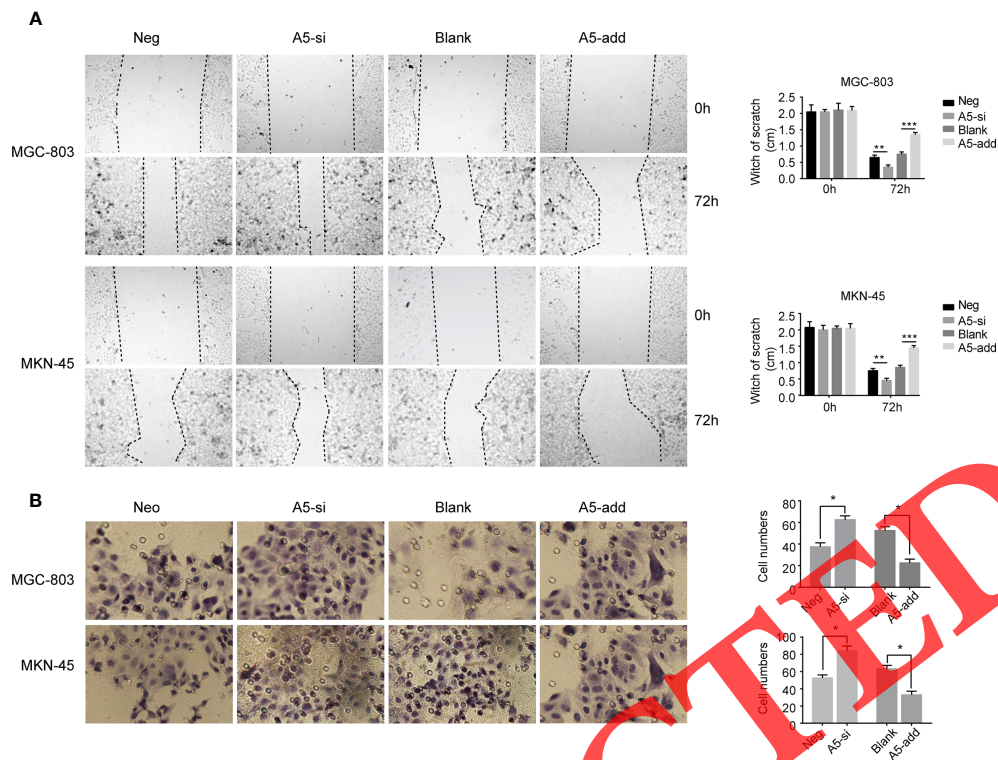 A
Neg A5-si Blank A5-add
MGC-803
0h
72h
MKN-45
0h
72h
MGC-803
Witch of scratch
(cm)
2.5
2.0
1.5
1.0
0.5
0.0
** ***
0h 72h
Neg
A5-si
Blank
A5-add
MKN-45
Witch of scratch
(cm)
2.5
2.0
1.5
1.0
0.5
0.0
** ***
0h 72h
Neg
A5-si
Blank
A5-add
B
Neo A5-si Blank A5-add
MGC-803
MKN-45
Cell numbers
80
60
40
20
0
* *
Neg A5-si Blank A5-add
Cell numbers
100
80
60
40
20
0
* *
Neg A5-si Blank A5-add
CTED